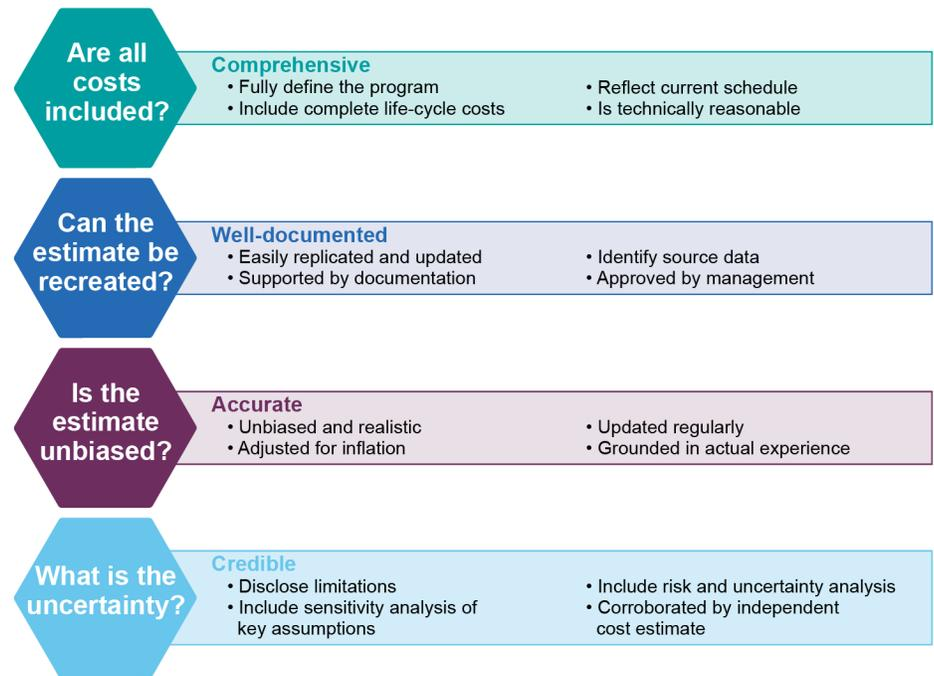 Are all
costs
included?
Comprehensive
• Fully define the program
• Include complete life-cycle costs
• Reflect current schedule
• Is technically reasonable
Can the
estimate be
recreated?
Well-documented
• Easily replicated and updated
• Supported by documentation
• Identify source data
• Approved by management
Is the
estimate
unbiased?
Accurate
• Unbiased and realistic
• Adjusted for inflation
• Updated regularly
• Grounded in actual experience
What is the
uncertainty?
Credible
• Disclose limitations
• Include sensitivity analysis of
key assumptions
• Include risk and uncertainty analysis
• Corroborated by independent
cost estimate